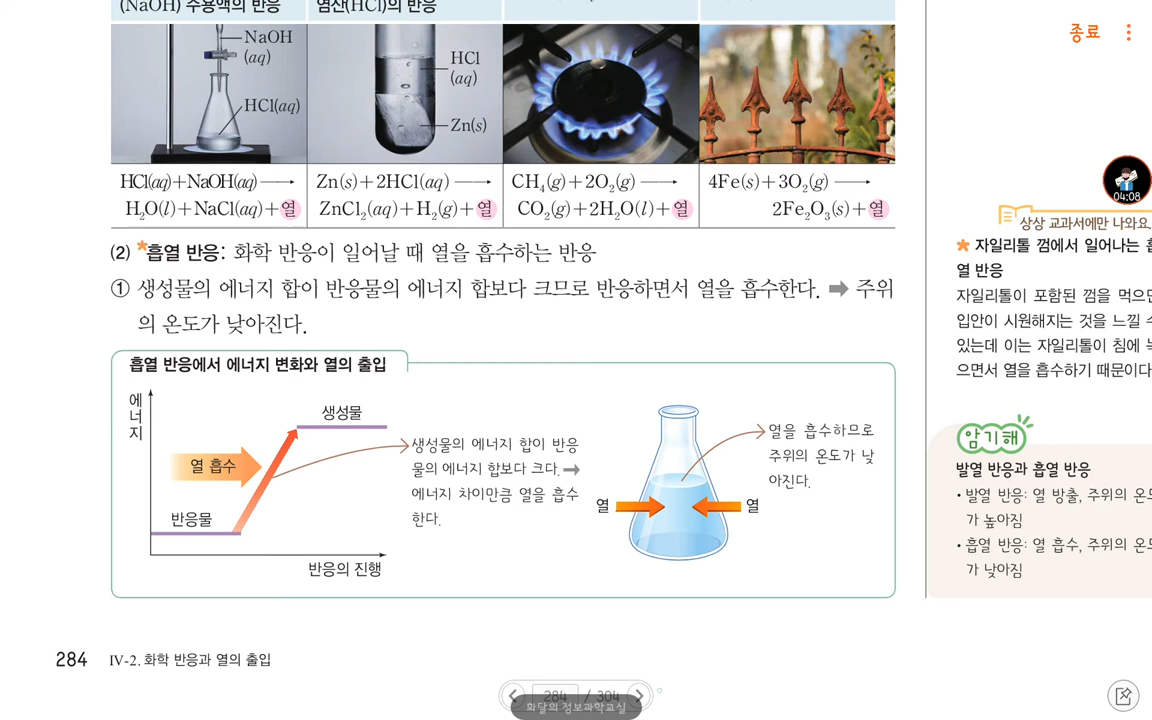 (NaOH) 수용액의 반응
염산(HCl)의 반응
NaOH
(aq)
HCl(aq)
HCl
(aq)
Zn(s)
HCl(aq)+NaOH(aq) ⟶
H₂O(l)+NaCl(aq)+열
Zn(s)+2HCl(aq) ⟶
ZnCl₂(aq)+H₂(g)+열
CH₄(g)+2O₂(g) ⟶
CO₂(g)+2H₂O(l)+열
4Fe(s)+3O₂(g) ⟶
2Fe₂O₃(s)+열
(2) *흡열 반응: 화학 반응이 일어날 때 열을 흡수하는 반응
① 생성물의 에너지 합이 반응물의 에너지 합보다 크므로 반응하면서 열을 흡수한다. ➡ 주위
의 온도가 낮아진다.
흡열 반응에서 에너지 변화와 열의 출입
에너지
생성물
열 흡수
반응물
반응의 진행
생성물의 에너지 합이 반응
물의 에너지 합보다 크다. ➡
에너지 차이만큼 열을 흡수
한다.
열을 흡수하므로
주위의 온도가 낮
아진다.
열
열
종료
04:08
상상 교과서에만 나와요.
* 자일리톨 껌에서 일어나는 흡
열 반응
자일리톨이 포함된 껌을 먹으면
입안이 시원해지는 것을 느낄 수
있는데 이는 자일리톨이 침에 녹
으면서 열을 흡수하기 때문이다
암기해
발열 반응과 흡열 반응
• 발열 반응: 열 방출, 주위의 온도
가 높아짐
• 흡열 반응: 열 흡수, 주위의 온도
가 낮아짐
284 IV-2. 화학 반응과 열의 출입
284 / 304
화달의 정보과학교실